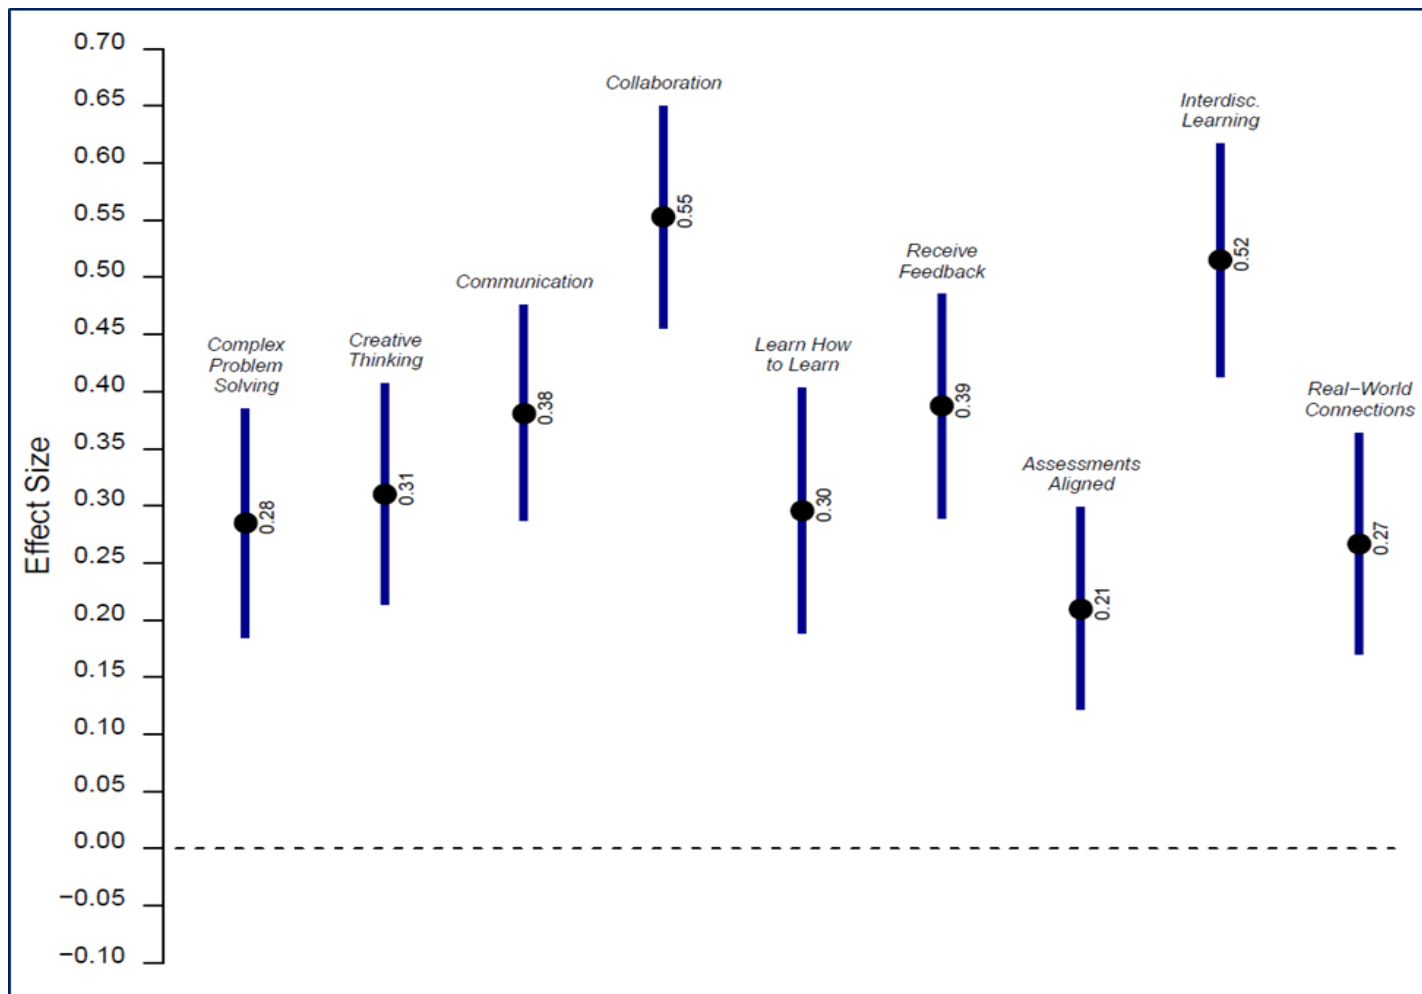 0.70
0.65
0.60
0.55
0.50
0.45
0.40
0.35
0.30
0.25
0.20
0.15
0.10
0.05
0.00
−0.05
−0.10
Effect Size
Complex
Problem
Solving
0.28
Creative
Thinking
0.31
Communication
0.38
Collaboration
0.55
Learn How
to Learn
0.30
Receive
Feedback
0.39
Assessments
Aligned
0.21
Interdisc.
Learning
0.52
Real−World
Connections
0.27